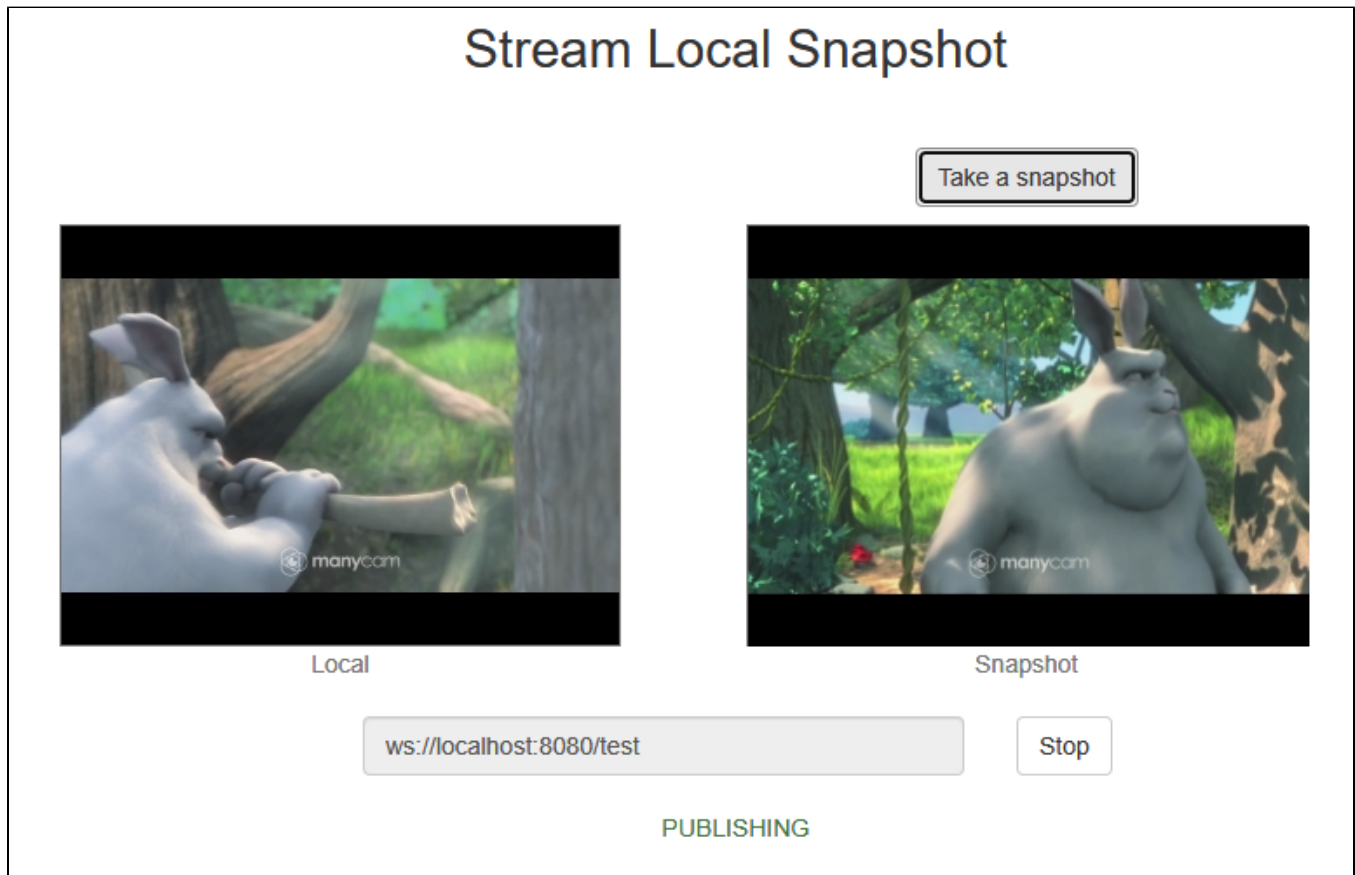 Stream Local Snapshot
Take a snapshot
manycam
manycam
Local
Snapshot
ws://localhost:8080/test
Stop
PUBLISHING